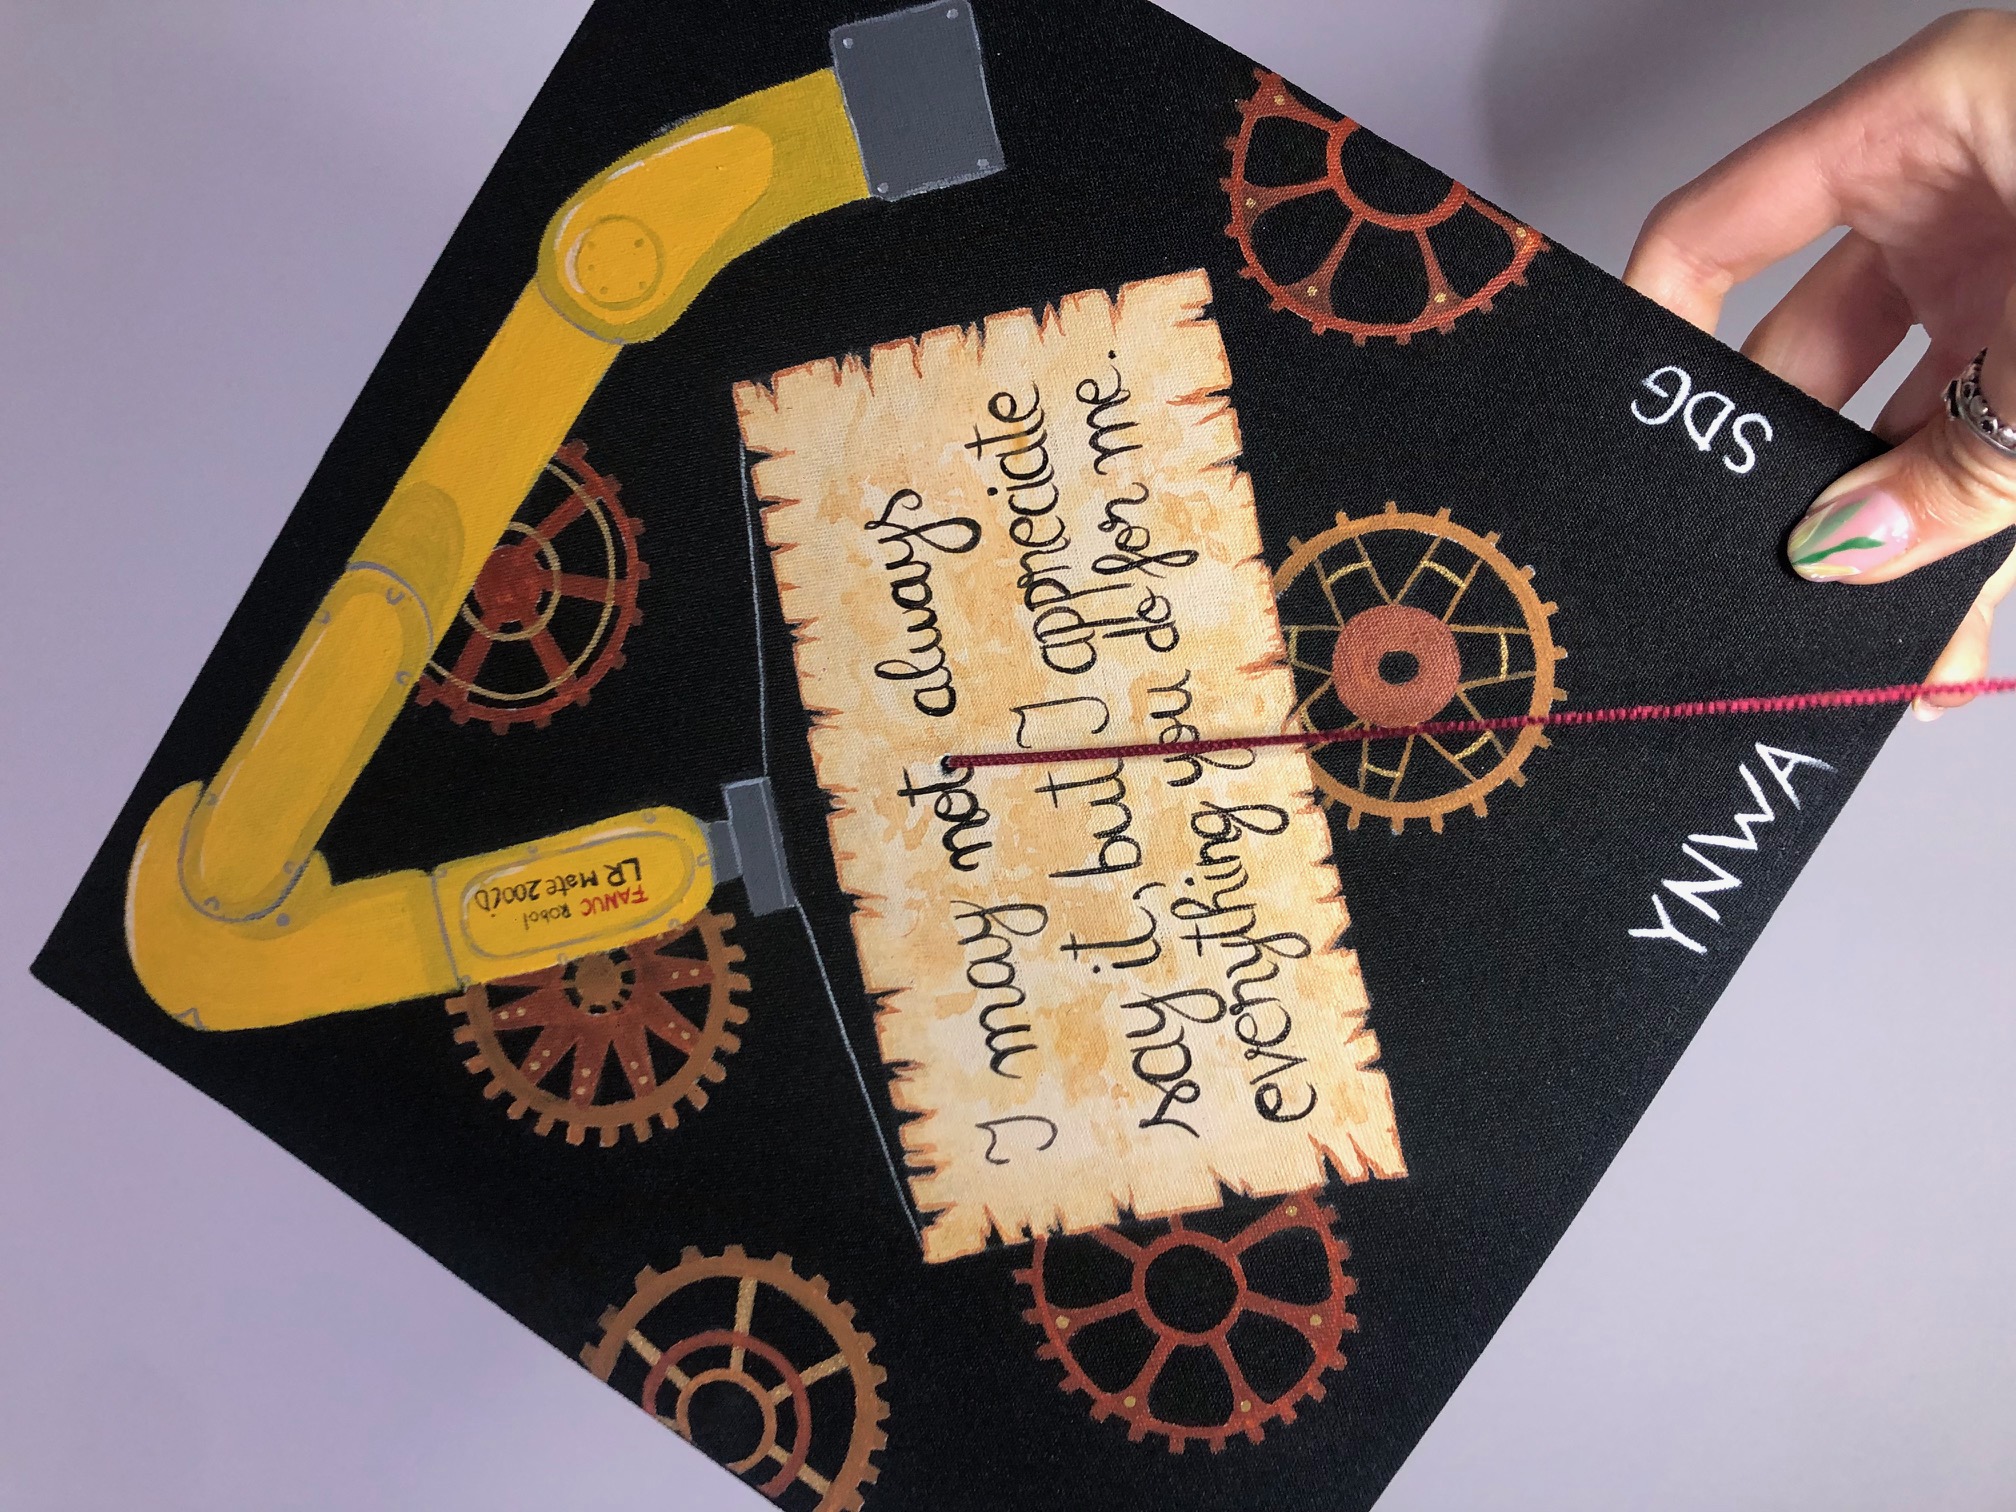 FANUC Robot
LR Mate 200iD
I may not always
say it, but I appreciate
everything you do for me.
YNWA
SDG